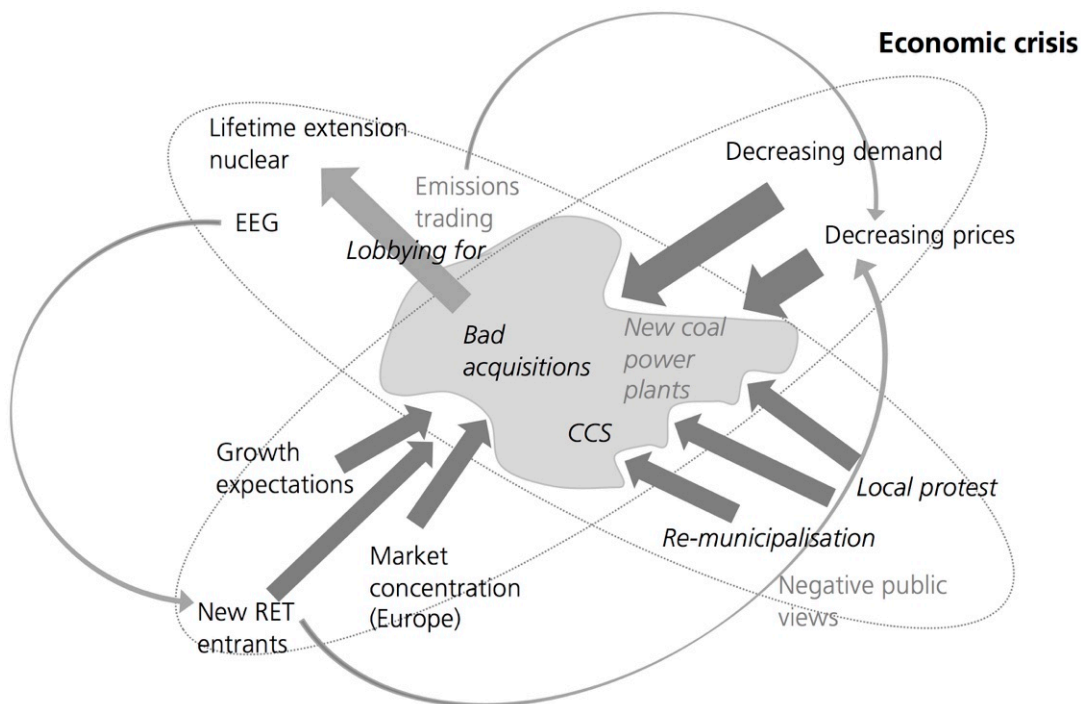 Economic crisis
Lifetime extension
nuclear
Decreasing demand
Emissions
trading
EEG
Decreasing prices
Lobbying for
Bad
acquisitions
New coal
power
plants
CCS
Growth
expectations
Local protest
Re-municipalisation
Market
concentration
(Europe)
Negative public
views
New RET
entrants